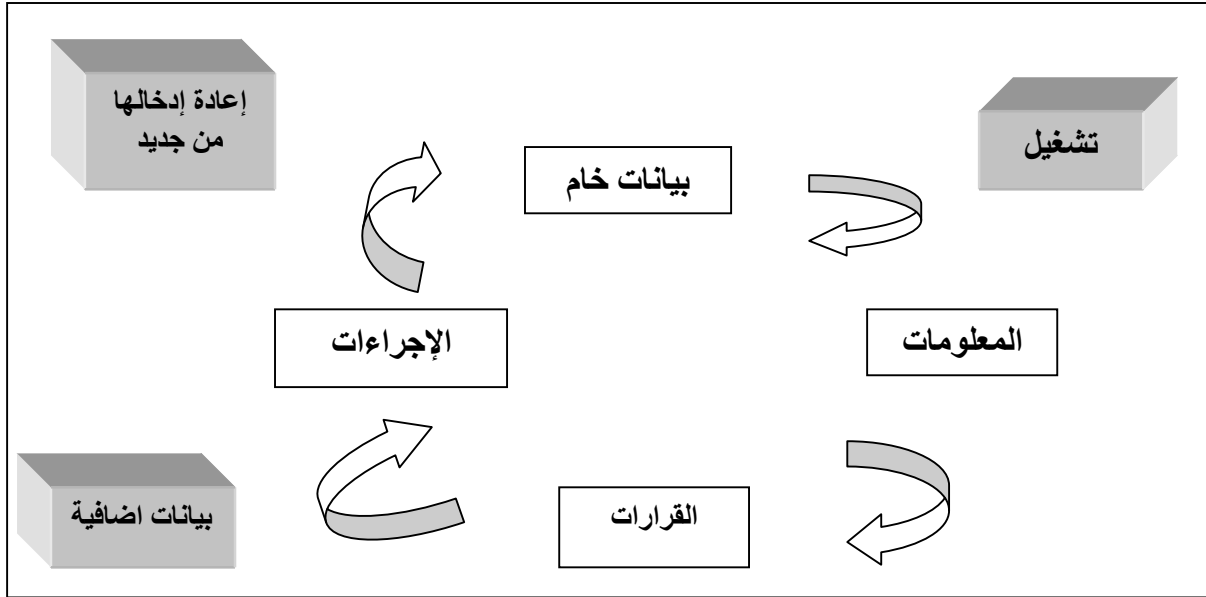 إعادة إدخالها
من جديد
تشغيل
بيانات خام
الإجراءات
المعلومات
بيانات اضافية
القرارات